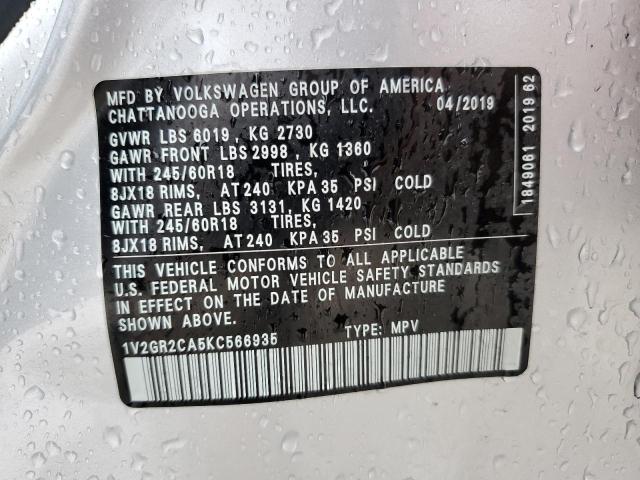 MFD BY VOLKSWAGEN GROUP OF AMERICA
CHATTANOOGA OPERATIONS, LLC. 04/2019
GVWR LBS 6019, KG 2730
GAWR FRONT LBS 2998, KG 1360
WITH 245/60R18 TIRES,
8JX18 RIMS, AT 240 KPA 35 PSI COLD
GAWR REAR LBS 3131, KG 1420
WITH 245/60R18 TIRES,
8JX18 RIMS, AT 240 KPA 35 PSI COLD
THIS VEHICLE CONFORMS TO ALL APPLICABLE
U.S. FEDERAL MOTOR VEHICLE SAFETY STANDARDS
IN EFFECT ON THE DATE OF MANUFACTURE
SHOWN ABOVE.
1V2GR2CA5KC566935 TYPE: MPV
1849061 2019 62